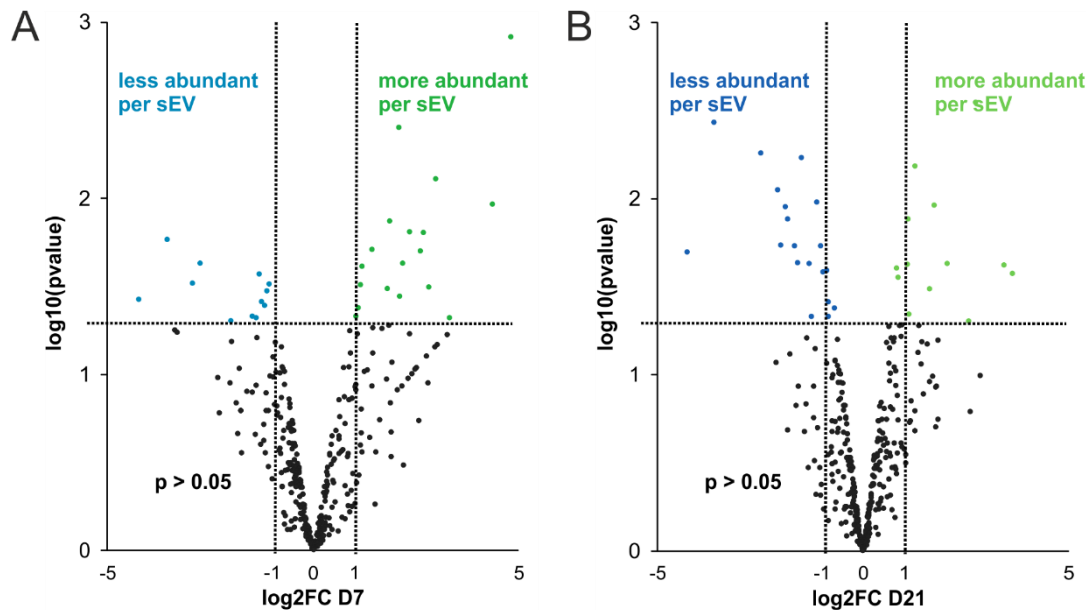 A
3
less abundant
per sEV
more abundant
per sEV
2
log10(pvalue)
1
p > 0.05
0
-5
-1
0
1
5
log2FC D7
B
3
less abundant
per sEV
more abundant
per sEV
2
log10(pvalue)
1
p > 0.05
0
-5
-1
0
1
5
log2FC D21